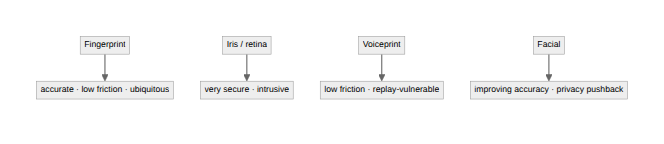 Fingerprint
Iris / retina
Voiceprint
Facial
accurate · low friction · ubiquitous
very secure · intrusive
low friction · replay-vulnerable
improving accuracy · privacy pushback